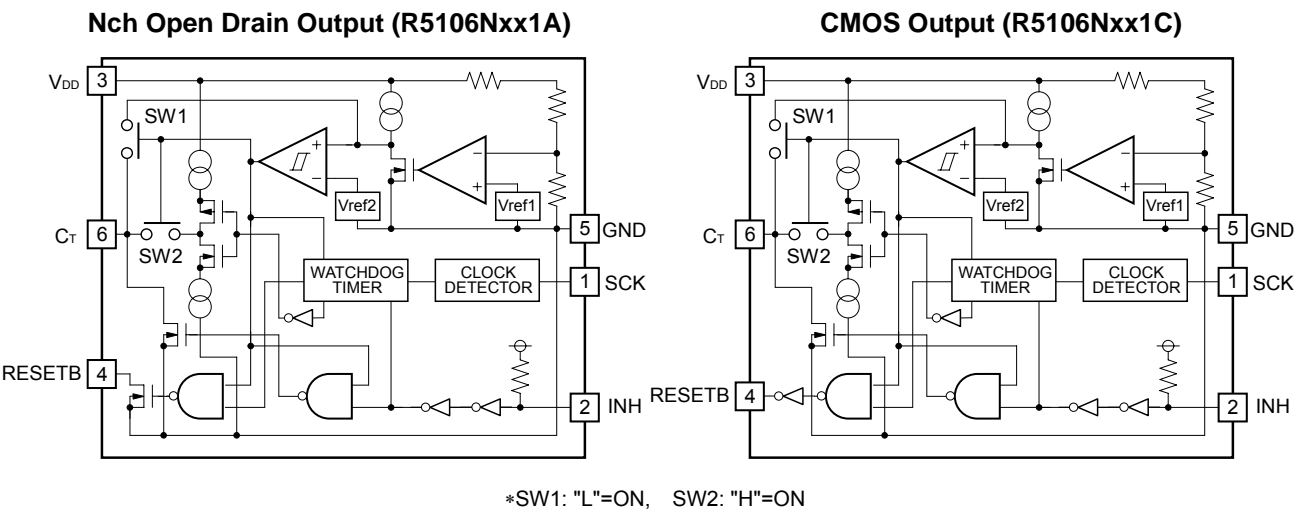 Nch Open Drain Output (R5106Nxx1A)
VDD 3
SW1
+
−
Vref2
−
+
Vref1
CT 6
SW2
5 GND
WATCHDOG
TIMER
CLOCK
DETECTOR
1 SCK
RESETB 4
2 INH
CMOS Output (R5106Nxx1C)
VDD 3
SW1
+
−
Vref2
−
+
Vref1
CT 6
SW2
5 GND
WATCHDOG
TIMER
CLOCK
DETECTOR
1 SCK
RESETB 4
2 INH
*SW1: "L"=ON, SW2: "H"=ON